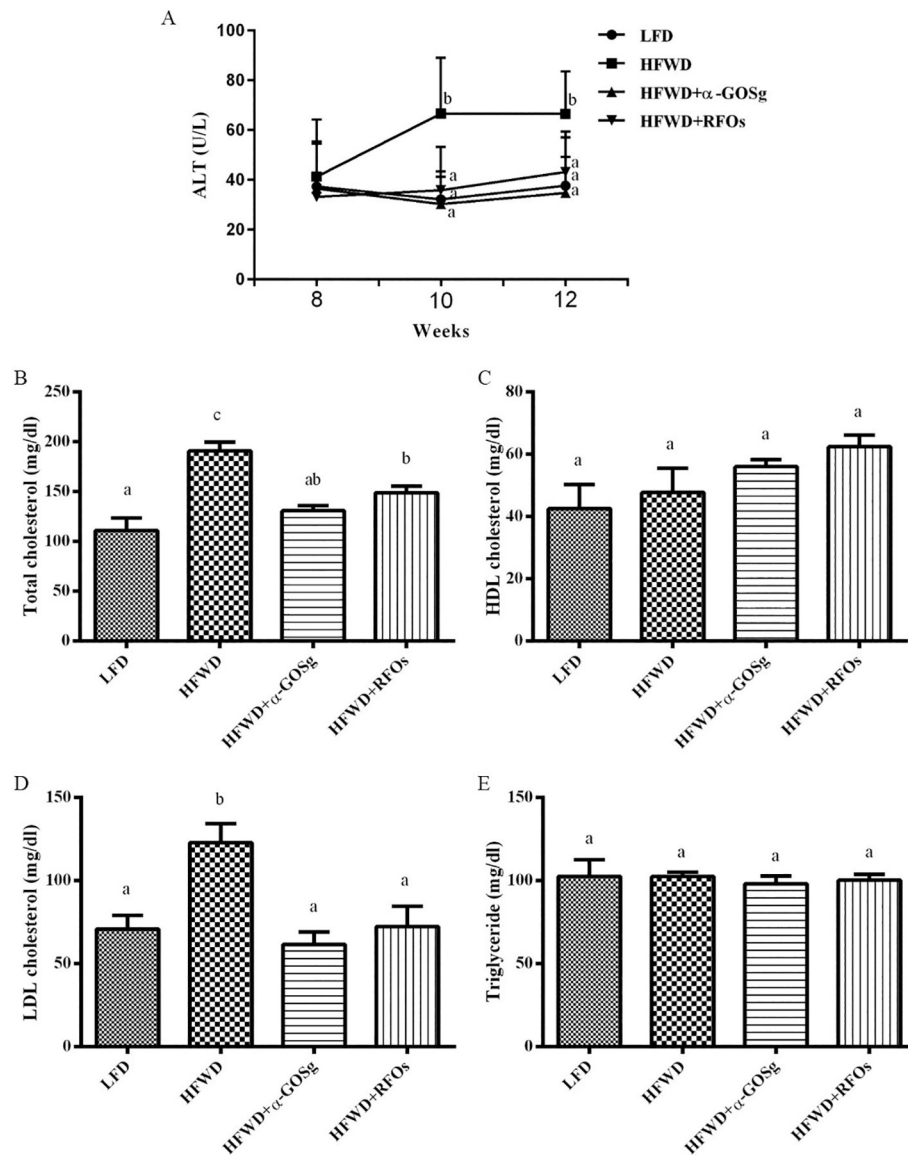 A
ALT (U/L)
100
80
60
40
20
0
b
b
a
a
a
a
a
a
8
10
12
Weeks
LFD
HFWD
HFWD+α-GOSg
HFWD+RFOs
B
Total cholesterol (mg/dl)
250
200
150
100
50
0
a
c
ab
b
LFD
HFWD
HFWD+α-GOSg
HFWD+RFOs
C
HDL cholesterol (mg/dl)
80
60
40
20
0
a
a
a
a
LFD
HFWD
HFWD+α-GOSg
HFWD+RFOs
D
LDL cholesterol (mg/dl)
150
100
50
0
a
b
a
a
LFD
HFWD
HFWD+α-GOSg
HFWD+RFOs
E
Triglyceride (mg/dl)
150
100
50
0
a
a
a
a
LFD
HFWD
HFWD+α-GOSg
HFWD+RFOs